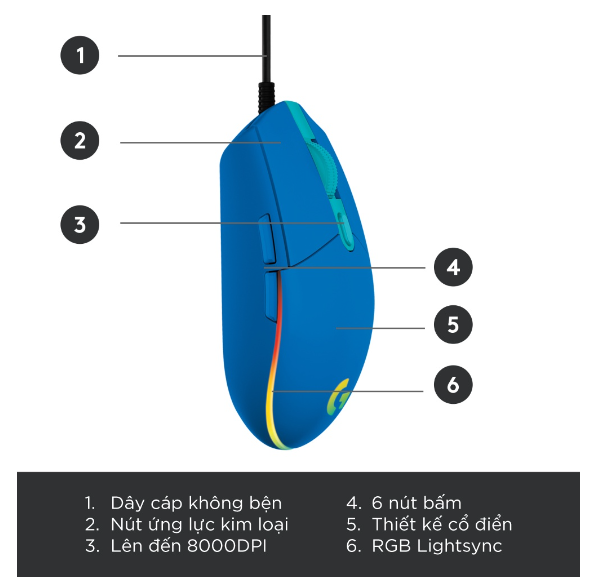 1
2
3
4
5
6
1. Dây cáp không bện
2. Nút ứng lực kim loại
3. Lên đến 8000DPI
4. 6 nút bấm
5. Thiết kế cổ điển
6. RGB Lightsync